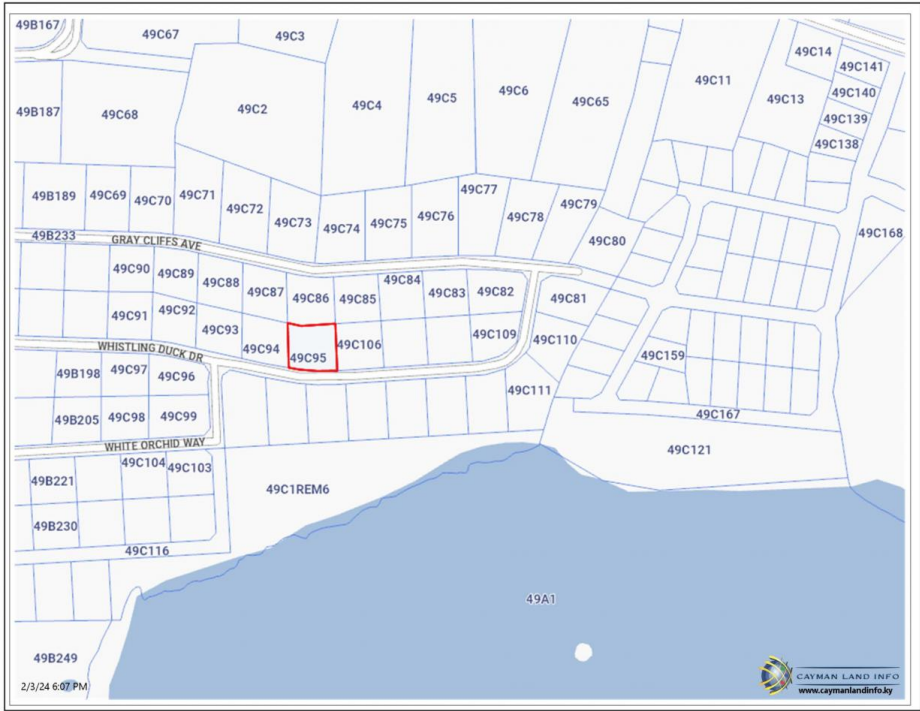 49B167
49C67
49C3
49C14
49C141
49C140
49C139
49C138
49C11
49C13
49C65
49C6
49C5
49C4
49C2
49B187
49C68
49B189
49C69
49C70
49C71
49C72
49C73
49C74
49C75
49C76
49C77
49C78
49C79
49C80
49C168
49B233
GRAY CLIFFS AVE
49C90
49C89
49C88
49C87
49C86
49C85
49C84
49C83
49C82
49C81
49C91
49C92
49C93
49C94
49C95
49C106
49C109
49C110
49C159
WHISTLING DUCK DR
49B198
49C97
49C96
49C111
49C167
49B205
49C98
49C99
WHITE ORCHID WAY
49C121
49B221
49C104
49C103
49C1REM6
49B230
49C116
49A1
49B249
2/3/24 6:07 PM
CAYMAN LAND INFO
www.caymanlandinfo.ky